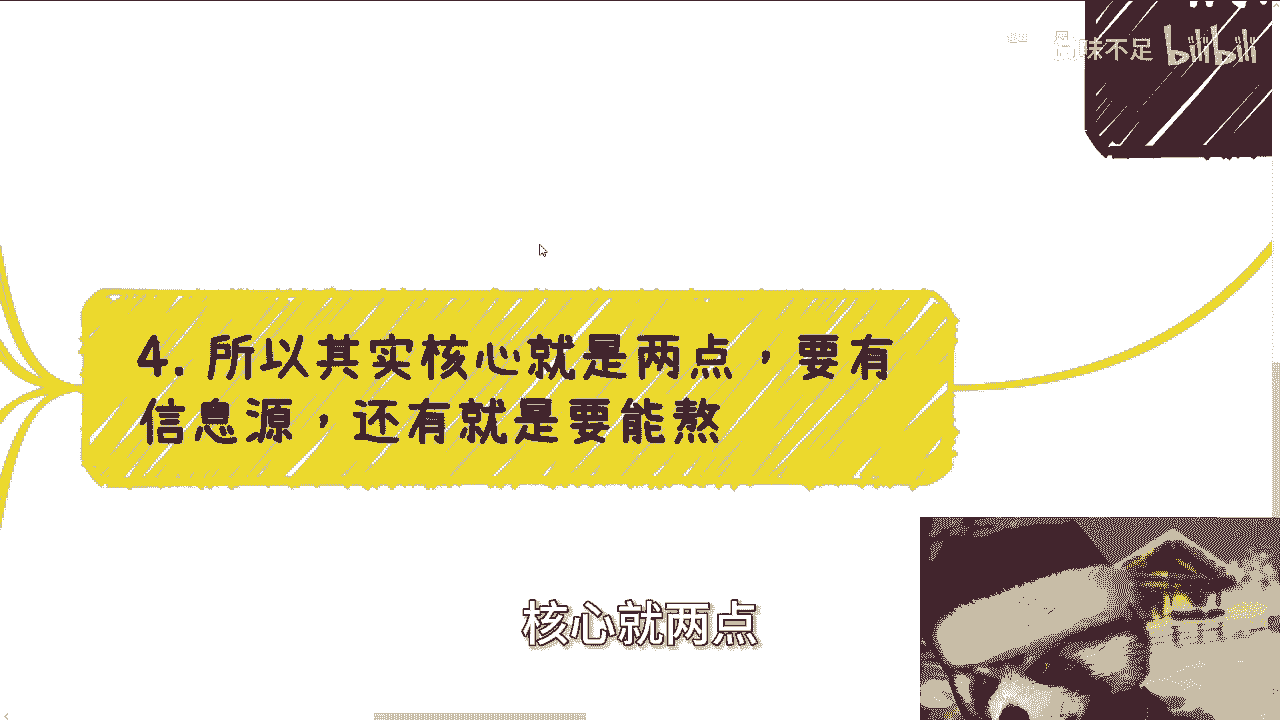 味不足 bilibili
4. 所以其实核心就是两点，要有
信息源，还有就是要能熬
核心就两点